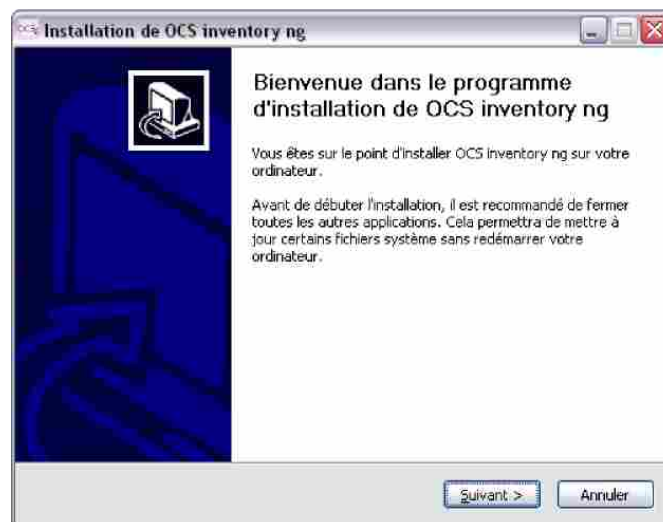 Installation de OCS inventory ng
Bienvenue dans le programme
d'installation de OCS inventory ng
Vous êtes sur le point d'installer OCS inventory ng sur votre
ordinateur.
Avant de débuter l'installation, il est recommandé de fermer
toutes les autres applications. Cela permettra de mettre à
jour certains fichiers système sans redémarrer votre
ordinateur.
Suivant >
Annuler